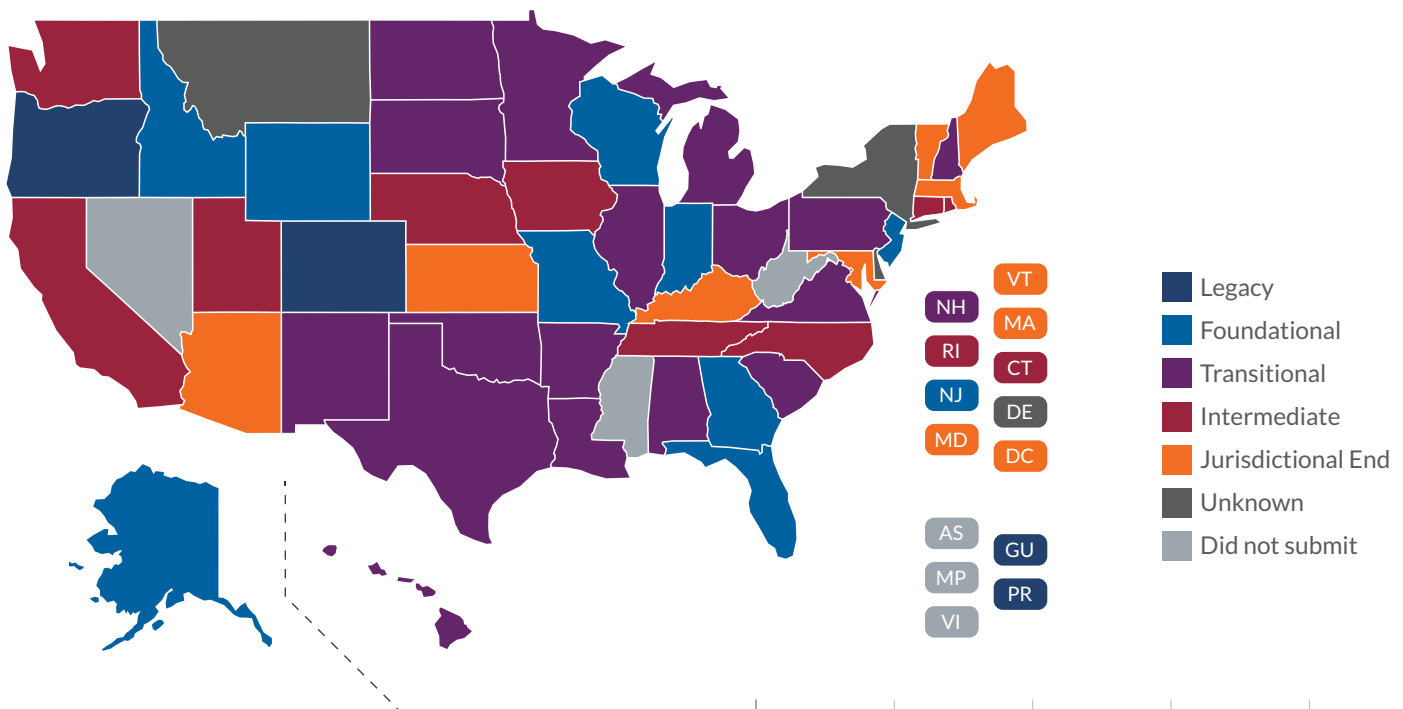 VT
NH
MA
RI
CT
NJ
DE
MD
DC
AS
GU
MP
PR
VI
Legacy
Foundational
Transitional
Intermediate
Jurisdictional End
Unknown
Did not submit